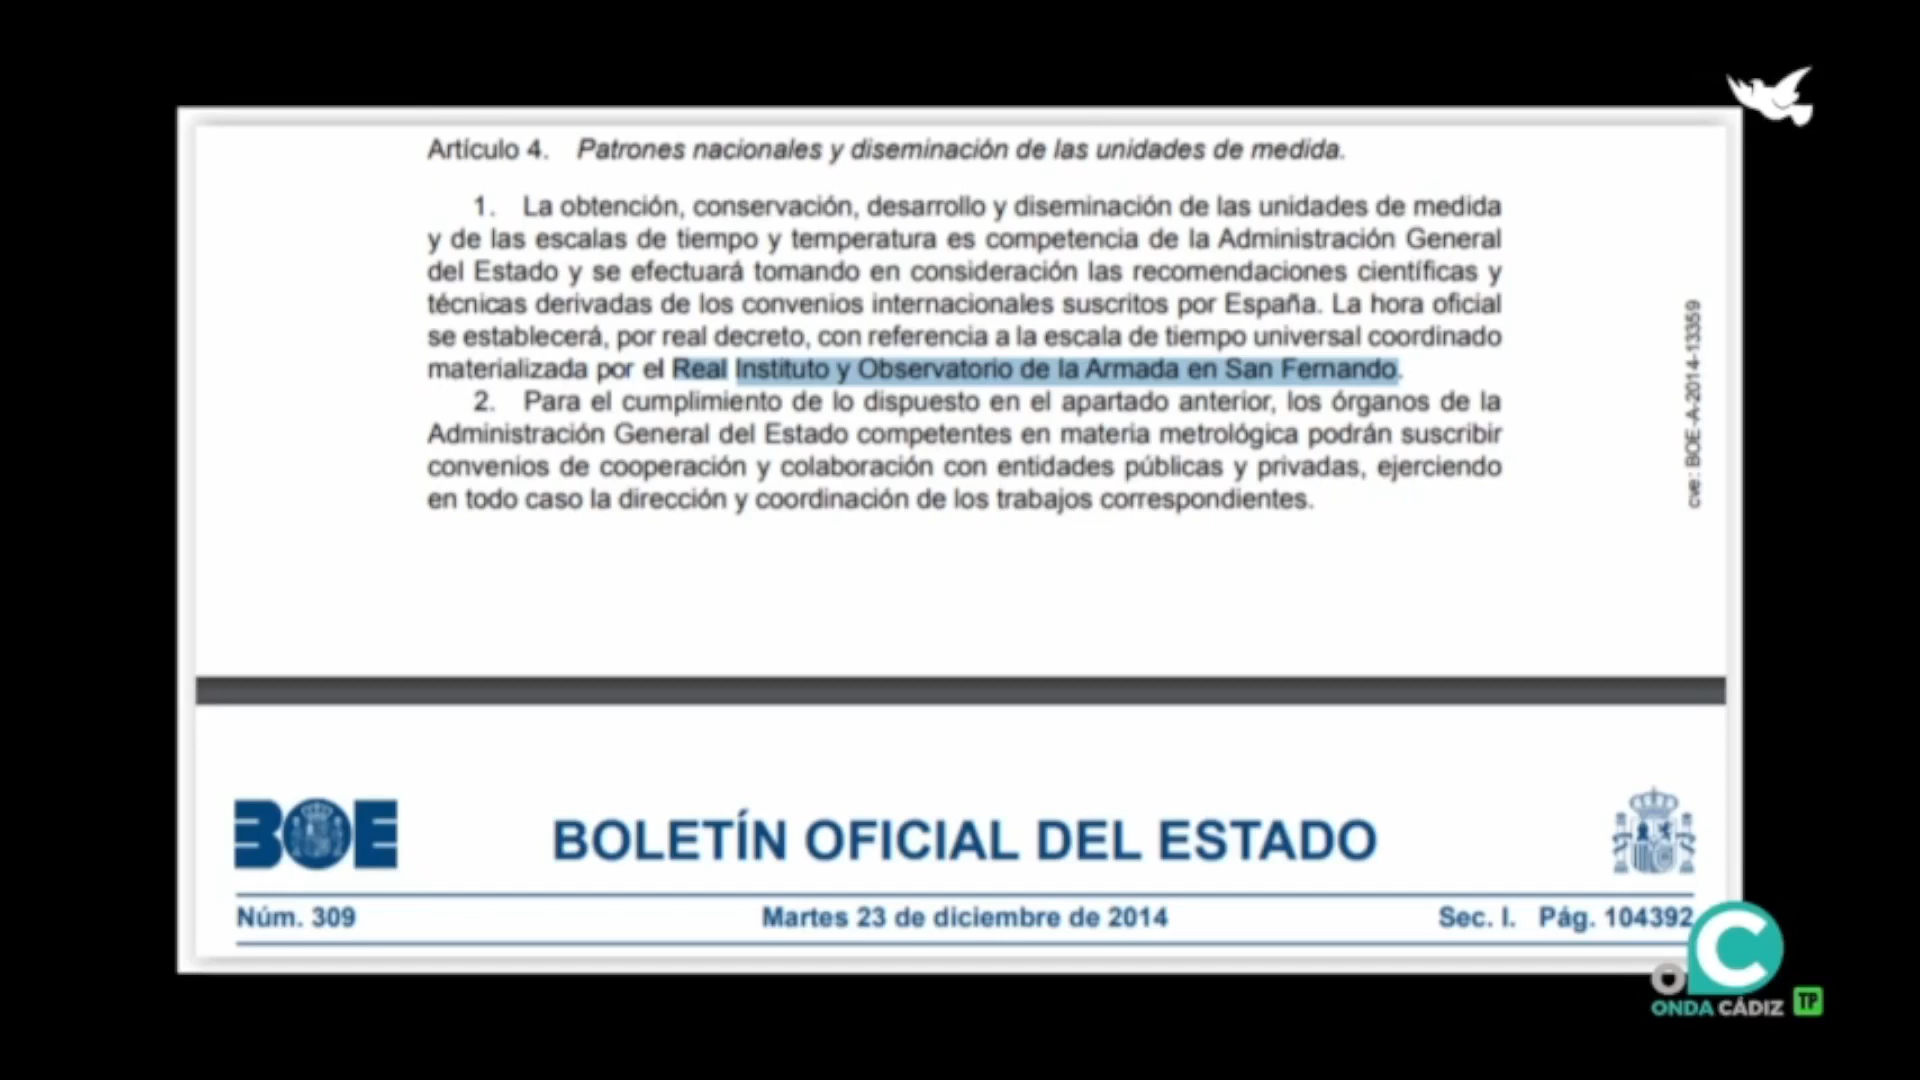 Artículo 4. Patrones nacionales y diseminación de las unidades de medida.
1. La obtención, conservación, desarrollo y diseminación de las unidades de medida
y de las escalas de tiempo y temperatura es competencia de la Administración General
del Estado y se efectuará tomando en consideración las recomendaciones científicas y
técnicas derivadas de los convenios internacionales suscritos por España. La hora oficial
se establecerá, por real decreto, con referencia a la escala de tiempo universal coordinado
materializada por el Real Instituto y Observatorio de la Armada en San Fernando.
2. Para el cumplimiento de lo dispuesto en el apartado anterior, los órganos de la
Administración General del Estado competentes en materia metrológica podrán suscribir
convenios de cooperación y colaboración con entidades públicas y privadas, ejerciendo
en todo caso la dirección y coordinación de los trabajos correspondientes.
cve: BOE-A-2014-13359
BOE
BOLETÍN OFICIAL DEL ESTADO
Núm. 309
Martes 23 de diciembre de 2014
Sec. I. Pág. 104392
O C
ONDA CÁDIZ TP